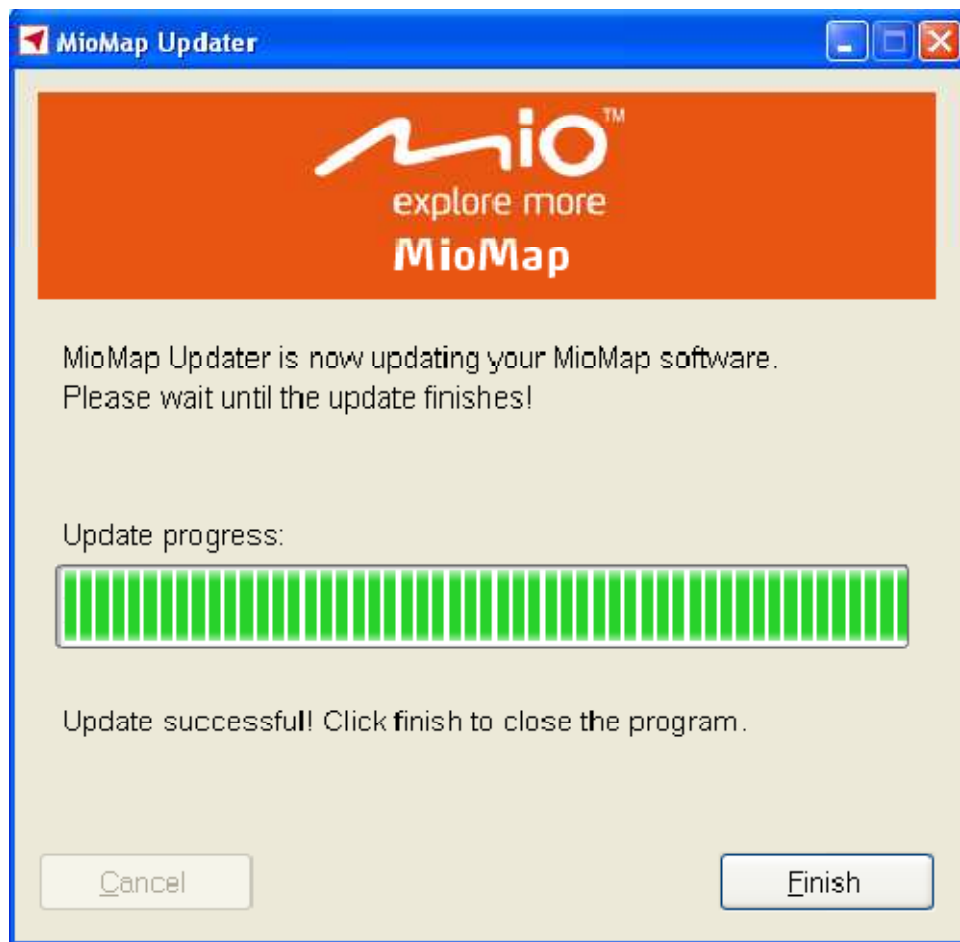 MioMap Updater
mio™
explore more
MioMap
MioMap Updater is now updating your MioMap software.
Please wait until the update finishes!
Update progress:
Update successful! Click finish to close the program.
Cancel
Finish